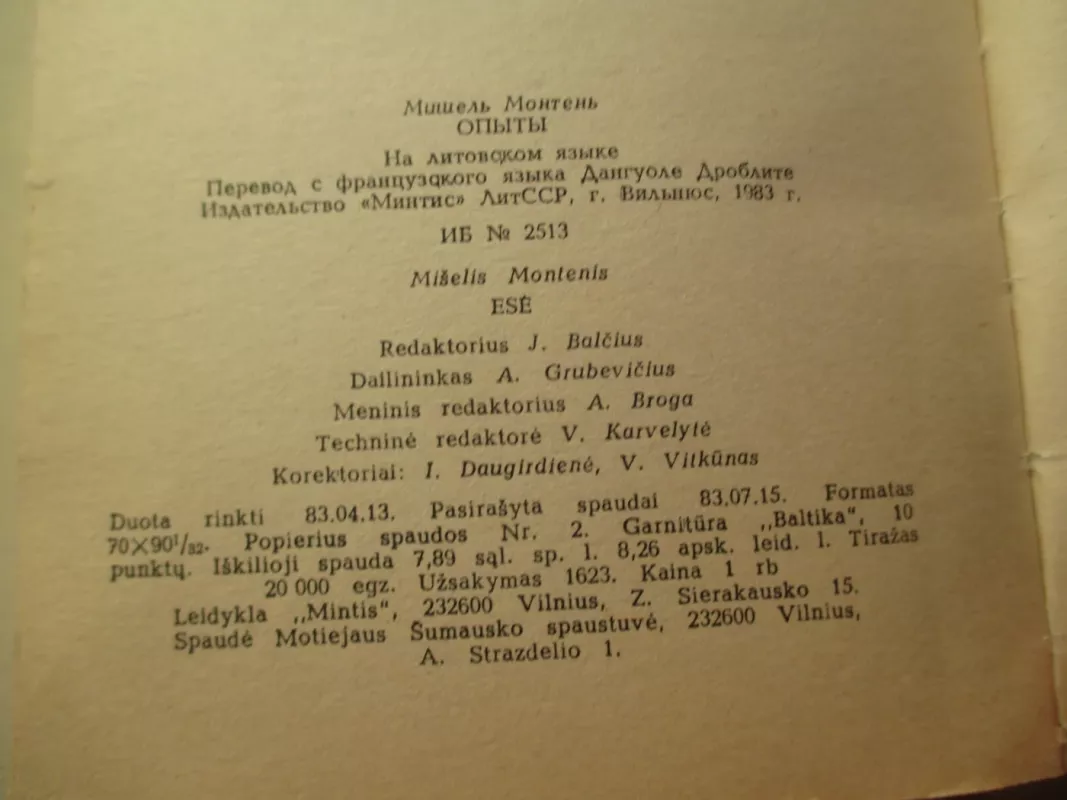 Мишель Монтень
ОПЫТЫ
На литовском языке
Перевод с французского языка Дангуоле Дроблите
Издательство «Минтис» ЛитССР, г. Вильнюс, 1983 г.
ИБ № 2513
Mišelis Montenis
ESĖ
Redaktorius J. Balčius
Dailininkas A. Grubevičius
Meninis redaktorius A. Broga
Techninė redaktorė V. Karvelytė
Korektoriai: I. Daugirdienė, V. Vitkūnas
Duota rinkti 83.04.13. Pasirašyta spaudai 83.07.15. Formatas
70×90¹/₃₂. Popierius spaudos Nr. 2. Garnitūra „Baltika“, 10
punktų. Iškilioji spauda 7,89 sąl. sp. l. 8,26 apsk. leid. l. Tiražas
20 000 egz. Užsakymas 1623. Kaina 1 rb
Leidykla „Mintis“, 232600 Vilnius, Z. Sierakausko 15.
Spaudė Motiejaus Šumausko spaustuvė, 232600 Vilnius,
A. Strazdelio 1.